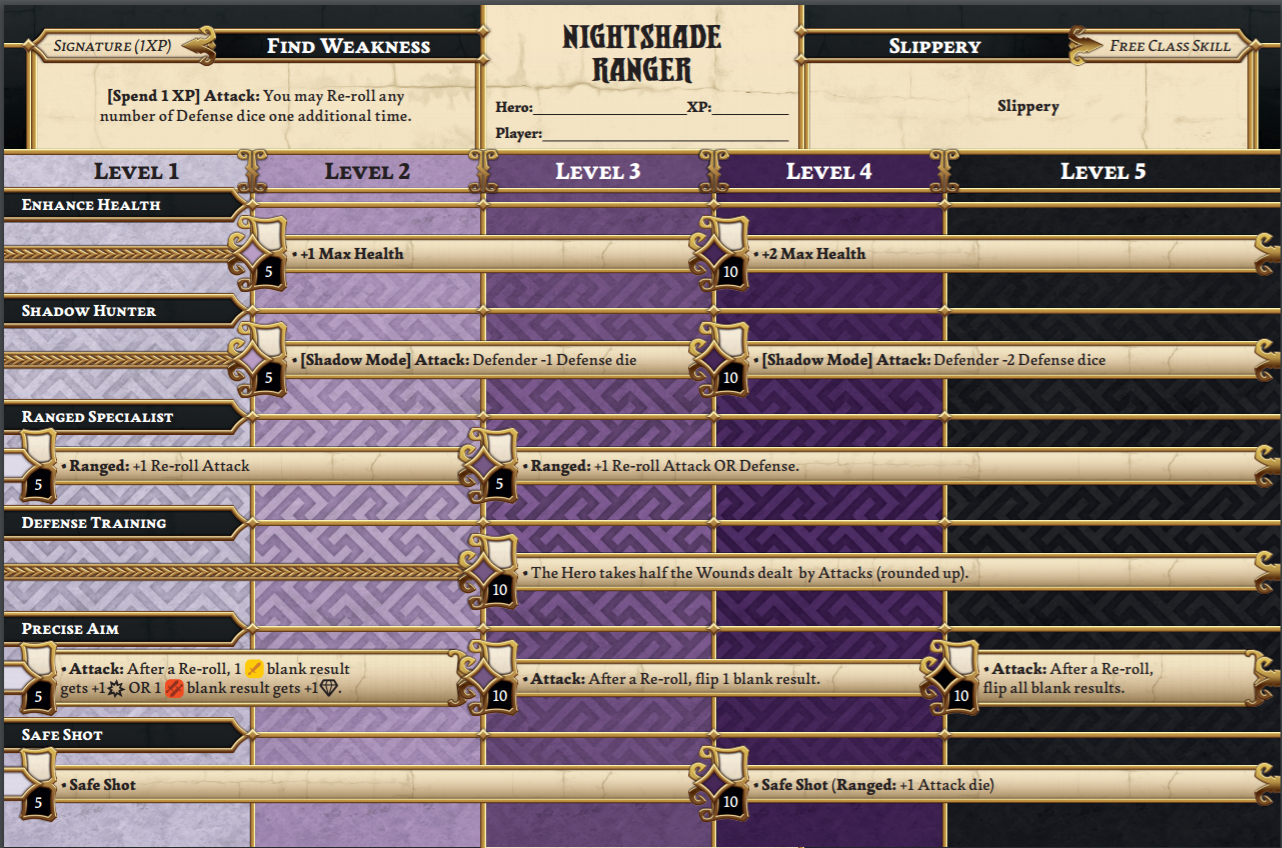 SIGNATURE (1XP)
FIND WEAKNESS
[Spend 1 XP] Attack: You may Re-roll any
number of Defense dice one additional time.
NIGHTSHADE
RANGER
Hero:____________________XP:__________
Player:________________________________
SLIPPERY
FREE CLASS SKILL
Slippery
LEVEL 1
LEVEL 2
LEVEL 3
LEVEL 4
LEVEL 5
ENHANCE HEALTH
5
• +1 Max Health
10
• +2 Max Health
SHADOW HUNTER
5
• [Shadow Mode] Attack: Defender -1 Defense die
10
• [Shadow Mode] Attack: Defender -2 Defense dice
RANGED SPECIALIST
5
• Ranged: +1 Re-roll Attack
5
• Ranged: +1 Re-roll Attack OR Defense.
DEFENSE TRAINING
10
• The Hero takes half the Wounds dealt by Attacks (rounded up).
PRECISE AIM
5
• Attack: After a Re-roll, 1 blank result
gets +1 OR 1 blank result gets +1.
10
• Attack: After a Re-roll, flip 1 blank result.
10
• Attack: After a Re-roll,
flip all blank results.
SAFE SHOT
5
• Safe Shot
10
• Safe Shot (Ranged: +1 Attack die)